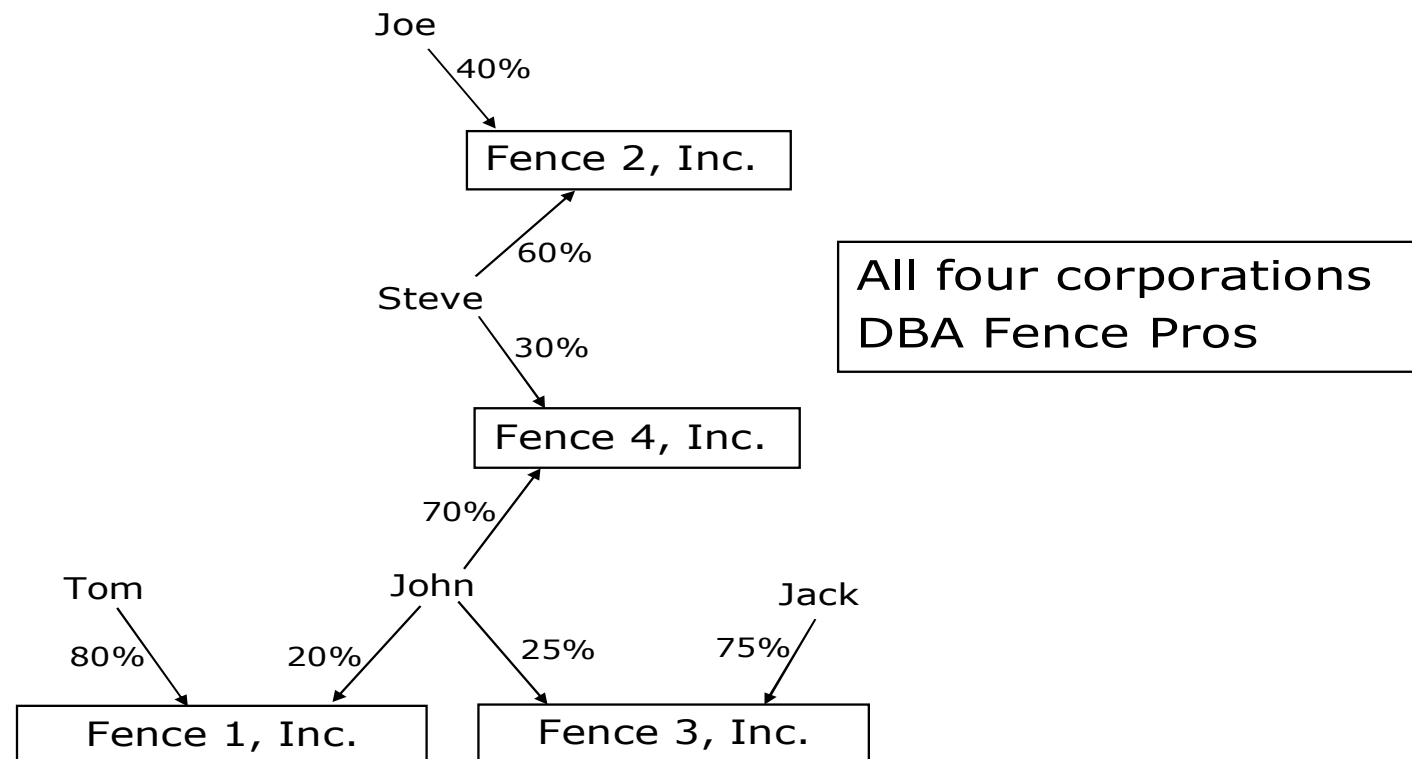 Joe
40%
Fence 2, Inc.
60%
Steve
30%
All four corporations
DBA Fence Pros
Fence 4, Inc.
70%
Tom
John
Jack
80%
20%
25%
75%
Fence 1, Inc.
Fence 3, Inc.